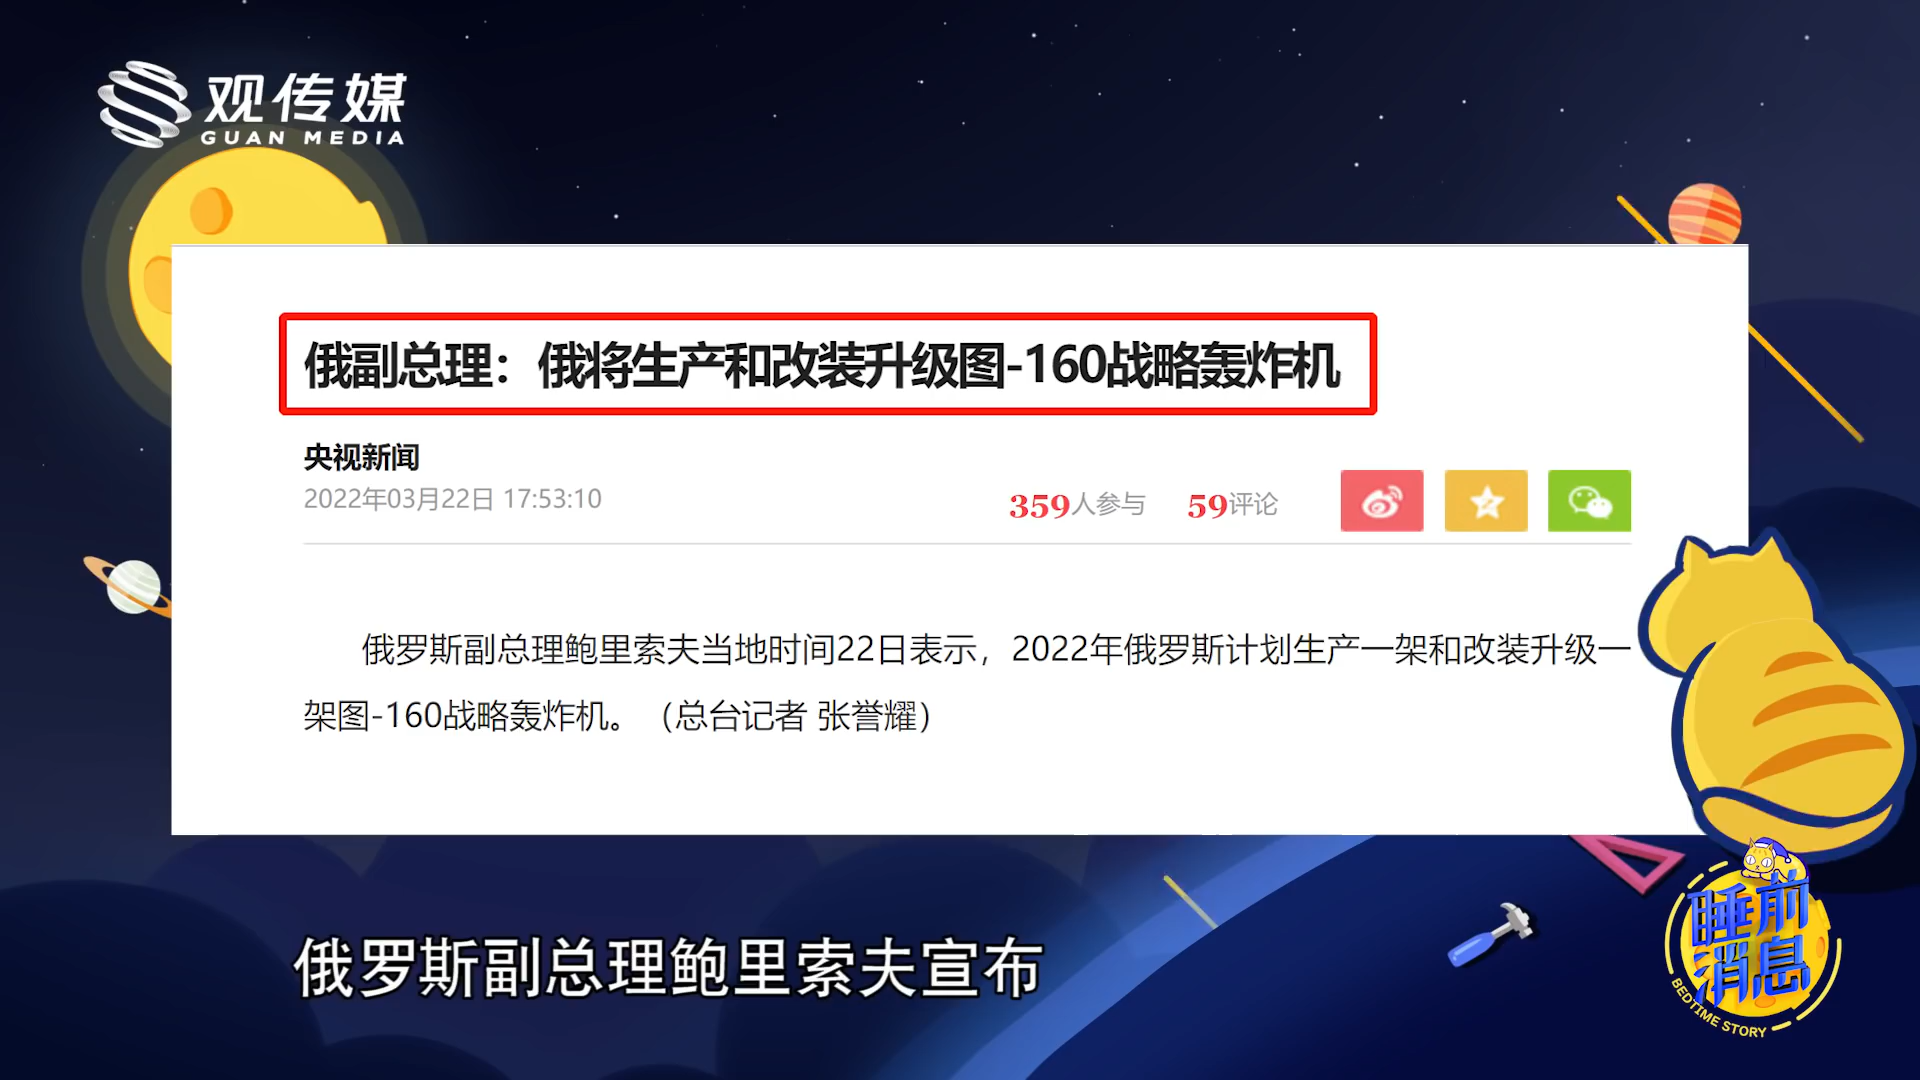 观传媒
GUAN MEDIA
俄副总理：俄将生产和改装升级图-160战略轰炸机
央视新闻
2022年03月22日 17:53:10
359人参与 59评论
俄罗斯副总理鲍里索夫当地时间22日表示，2022年俄罗斯计划生产一架和改装升级一
架图-160战略轰炸机。（总台记者 张誉耀）
俄罗斯副总理鲍里索夫宣布
睡前
消息
BEDTIME STORY